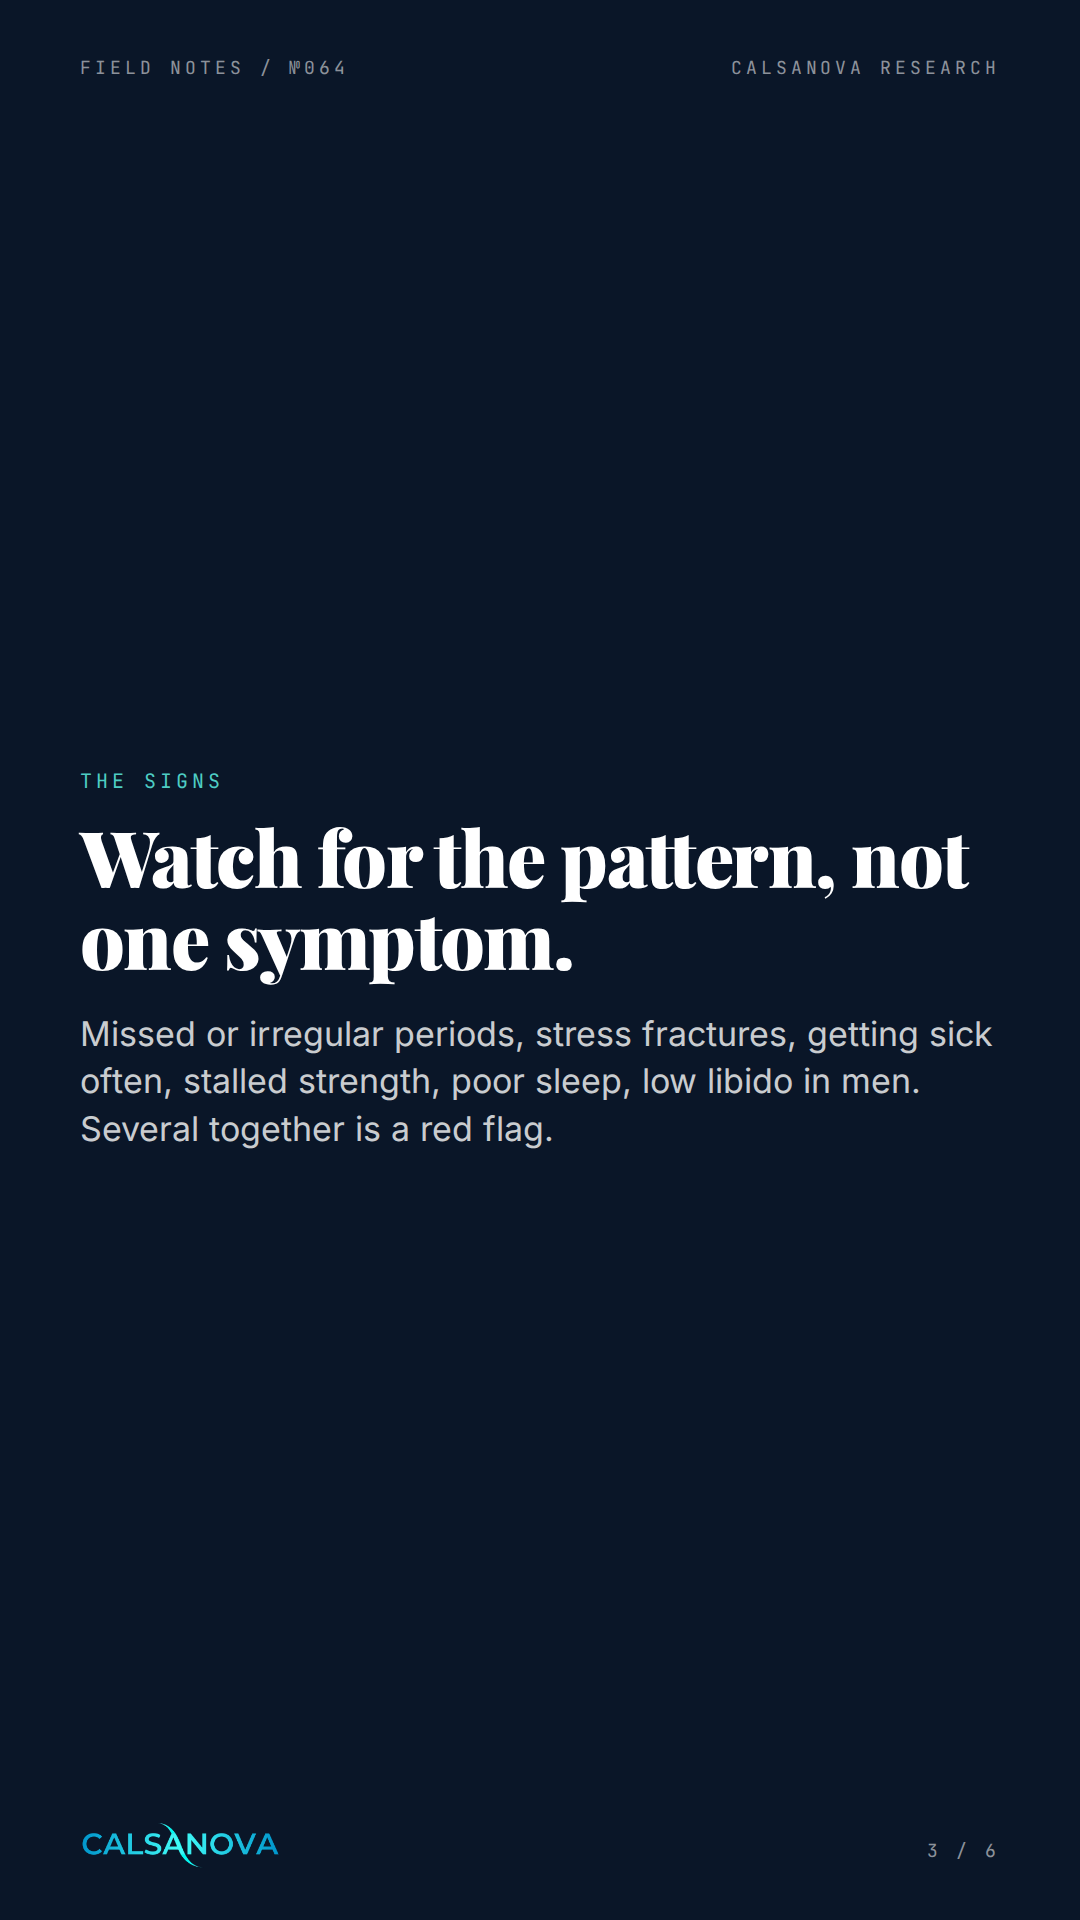 FIELD NOTES / №064
CALSANOVA RESEARCH
THE SIGNS
Watch for the pattern, not
one symptom.
Missed or irregular periods, stress fractures, getting sick
often, stalled strength, poor sleep, low libido in men.
Several together is a red flag.
CALSANOVA
3 / 6